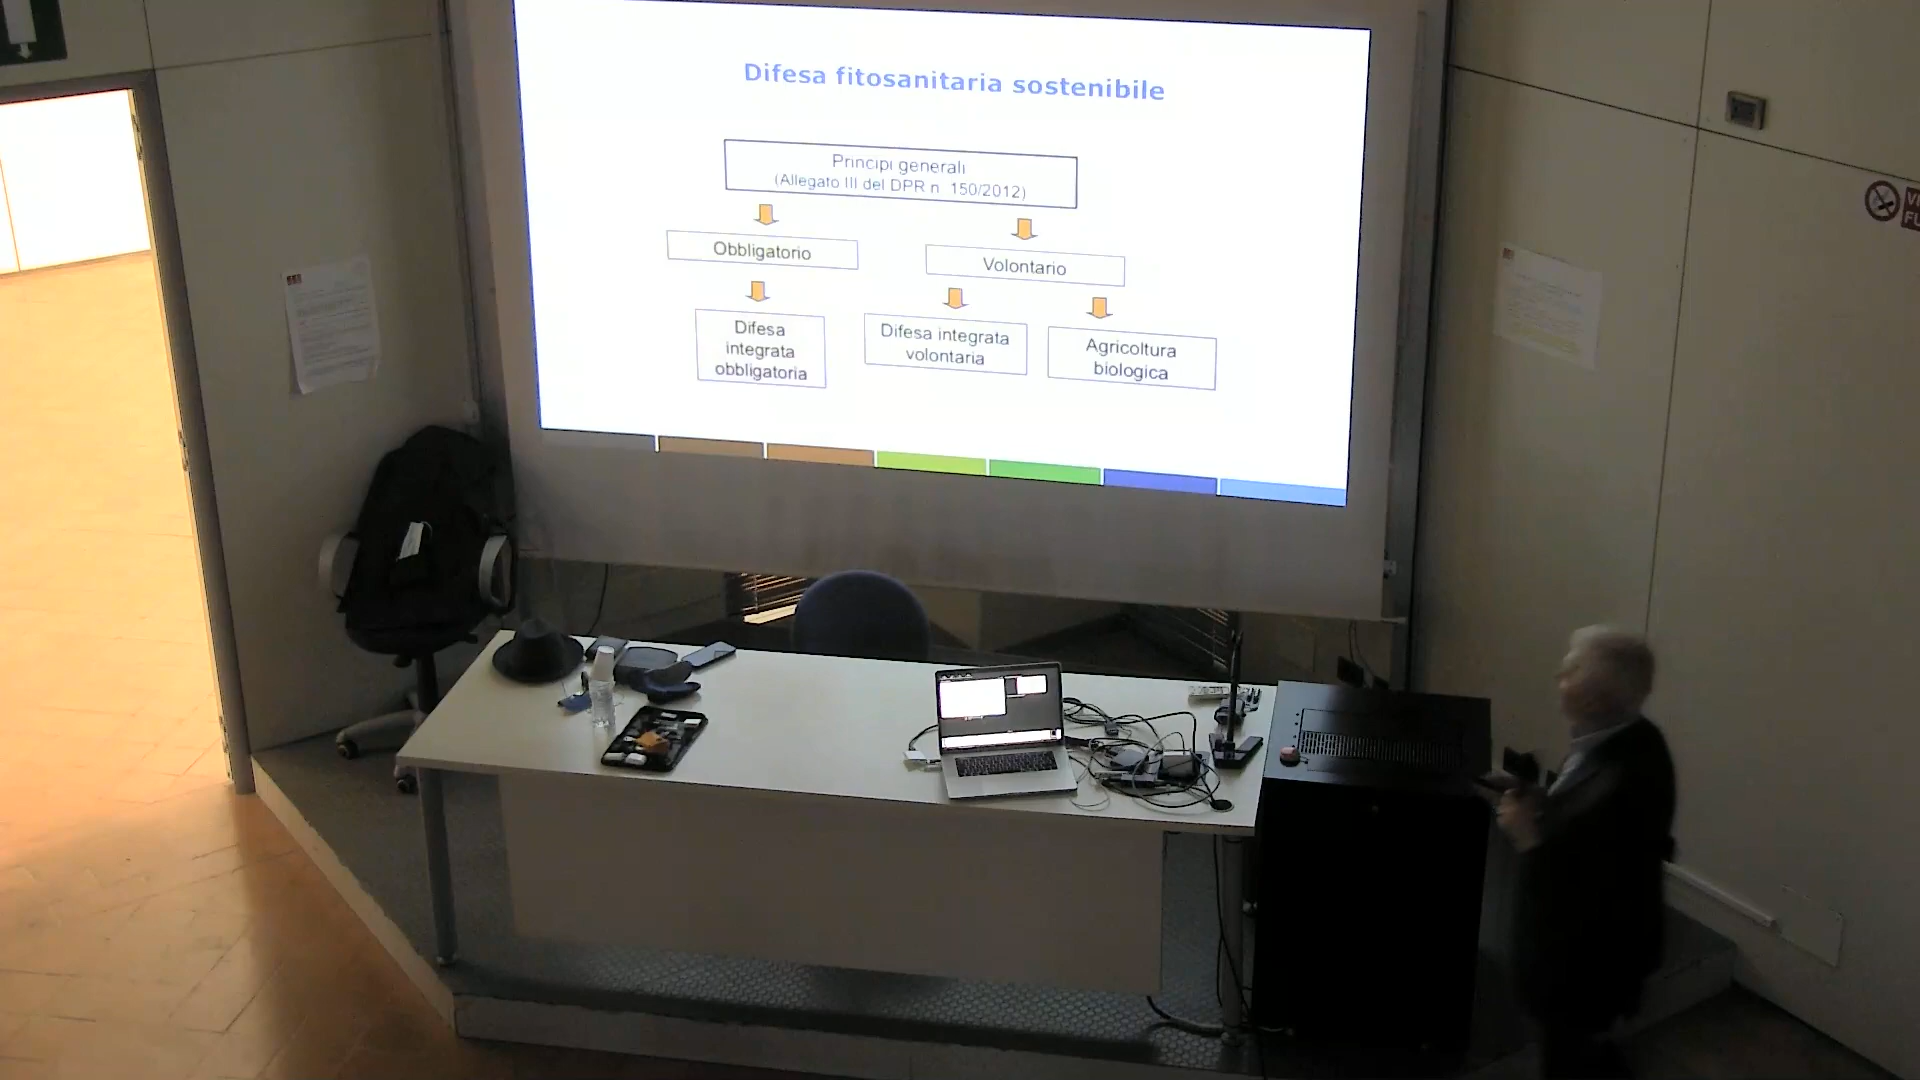 Difesa fitosanitaria sostenibile
Principi generali
(Allegato III del DPR n. 150/2012)
Obbligatorio
Volontario
Difesa
integrata
obbligatoria
Difesa integrata
volontaria
Agricoltura
biologica